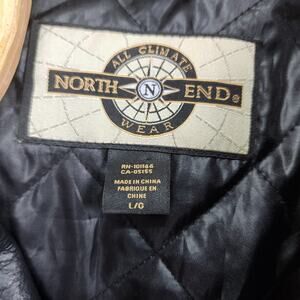 ALL CLIMATE
NORTH N END®
WEAR
RN-101166
CA-05155
MADE IN CHINA
FABRIQUE EN
CHINE
L/G